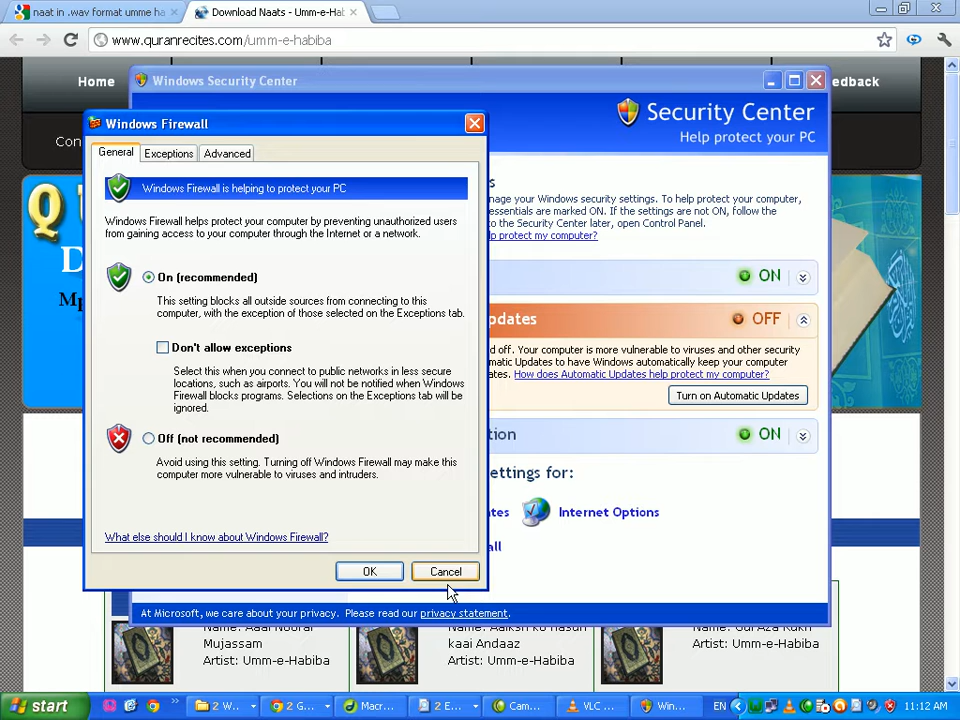 naat in .wav format umme ha
Download Naats - Umm-e-Hat
www.quranrecites.com/umm-e-habiba
Home
edback
Con
Windows Security Center
Security Center
Help protect your PC
Windows Firewall
General
Exceptions
Advanced
Windows Firewall is helping to protect your PC
Windows Firewall helps protect your computer by preventing unauthorized users
from gaining access to your computer through the Internet or a network.
On (recommended)
This setting blocks all outside sources from connecting to this
computer, with the exception of those selected on the Exceptions tab.
Don't allow exceptions
Select this when you connect to public networks in less secure
locations, such as airports. You will not be notified when Windows
Firewall blocks programs. Selections on the Exceptions tab will be
ignored.
Off (not recommended)
Avoid using this setting. Turning off Windows Firewall may make this
computer more vulnerable to viruses and intruders.
What else should I know about Windows Firewall?
OK
Cancel
s
nage your Windows security settings. To help protect your computer,
essentials are marked ON. If the settings are not ON, follow the
to the Security Center later, open Control Panel.
lp protect my computer?
ON
pdates
OFF
d off. Your computer is more vulnerable to viruses and other security
matic Updates to have Windows automatically keep your computer
ates. How does Automatic Updates help protect my computer?
Turn on Automatic Updates
tion
ON
ettings for:
ates
Internet Options
all
At Microsoft, we care about your privacy. Please read our privacy statement.
Q
D
Mp
Mujassam
Artist: Umm-e-Habiba
kaai Andaaz
Artist: Umm-e-Habiba
Name: Gul Aza Rukh
Artist: Umm-e-Habiba
start
2 W...
2 G...
Macr...
2 E...
Cam...
VLC ...
Win...
EN
11:12 AM